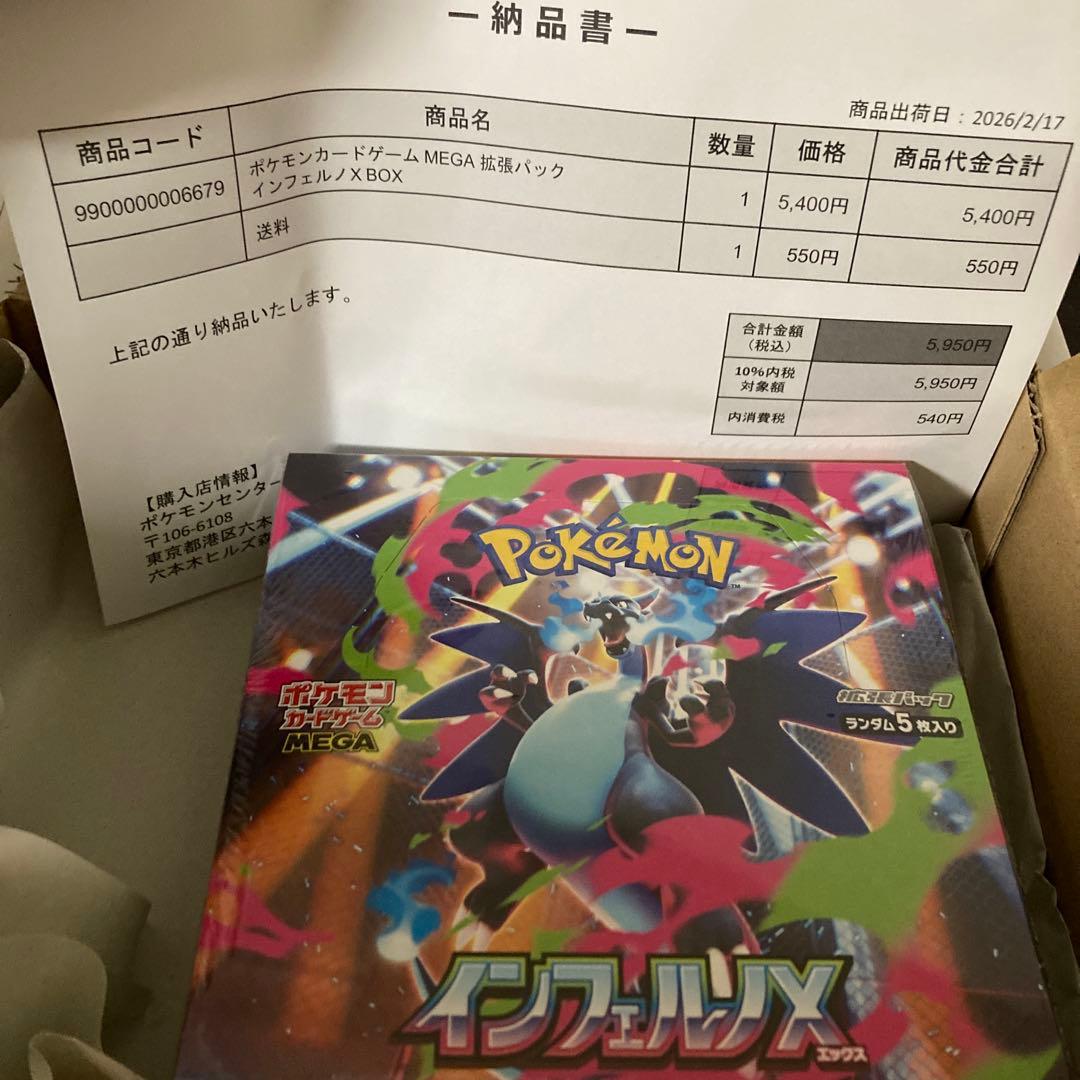 ー納品書ー
商品出荷日：2026/2/17
商品コード 商品名 数量 価格 商品代金合計
9900000006679 ポケモンカードゲーム MEGA 拡張パック
インフェルノX BOX 1 5,400円 5,400円
送料 1 550円 550円
上記の通り納品いたします。
合計金額
（税込） 5,950円
10％内税
対象額 5,950円
内消費税 540円
【購入店情報】
ポケモンセンター
〒106-6108
東京都港区六本
六本木ヒルズ森
POKéMON
TM
ポケモン
カードゲーム
MEGA
拡張パック
ランダム5枚入り
インフェルノX
エックス